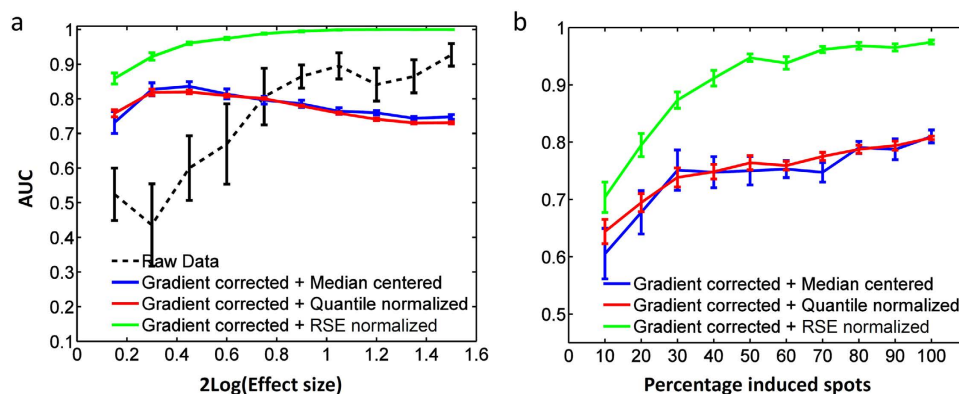 a
1
0.9
0.8
0.7
0.6
0.5
0.4
0.3
0.2
0.1
AUC
Raw Data
Gradient corrected + Median centered
Gradient corrected + Quantile normalized
Gradient corrected + RSE normalized
0 0.2 0.4 0.6 0.8 1 1.2 1.4 1.6
2Log(Effect size)
b
1
0.9
0.8
0.7
0.6
0.5
Gradient corrected + Median centered
Gradient corrected + Quantile normalized
Gradient corrected + RSE normalized
0 10 20 30 40 50 60 70 80 90 100
Percentage induced spots